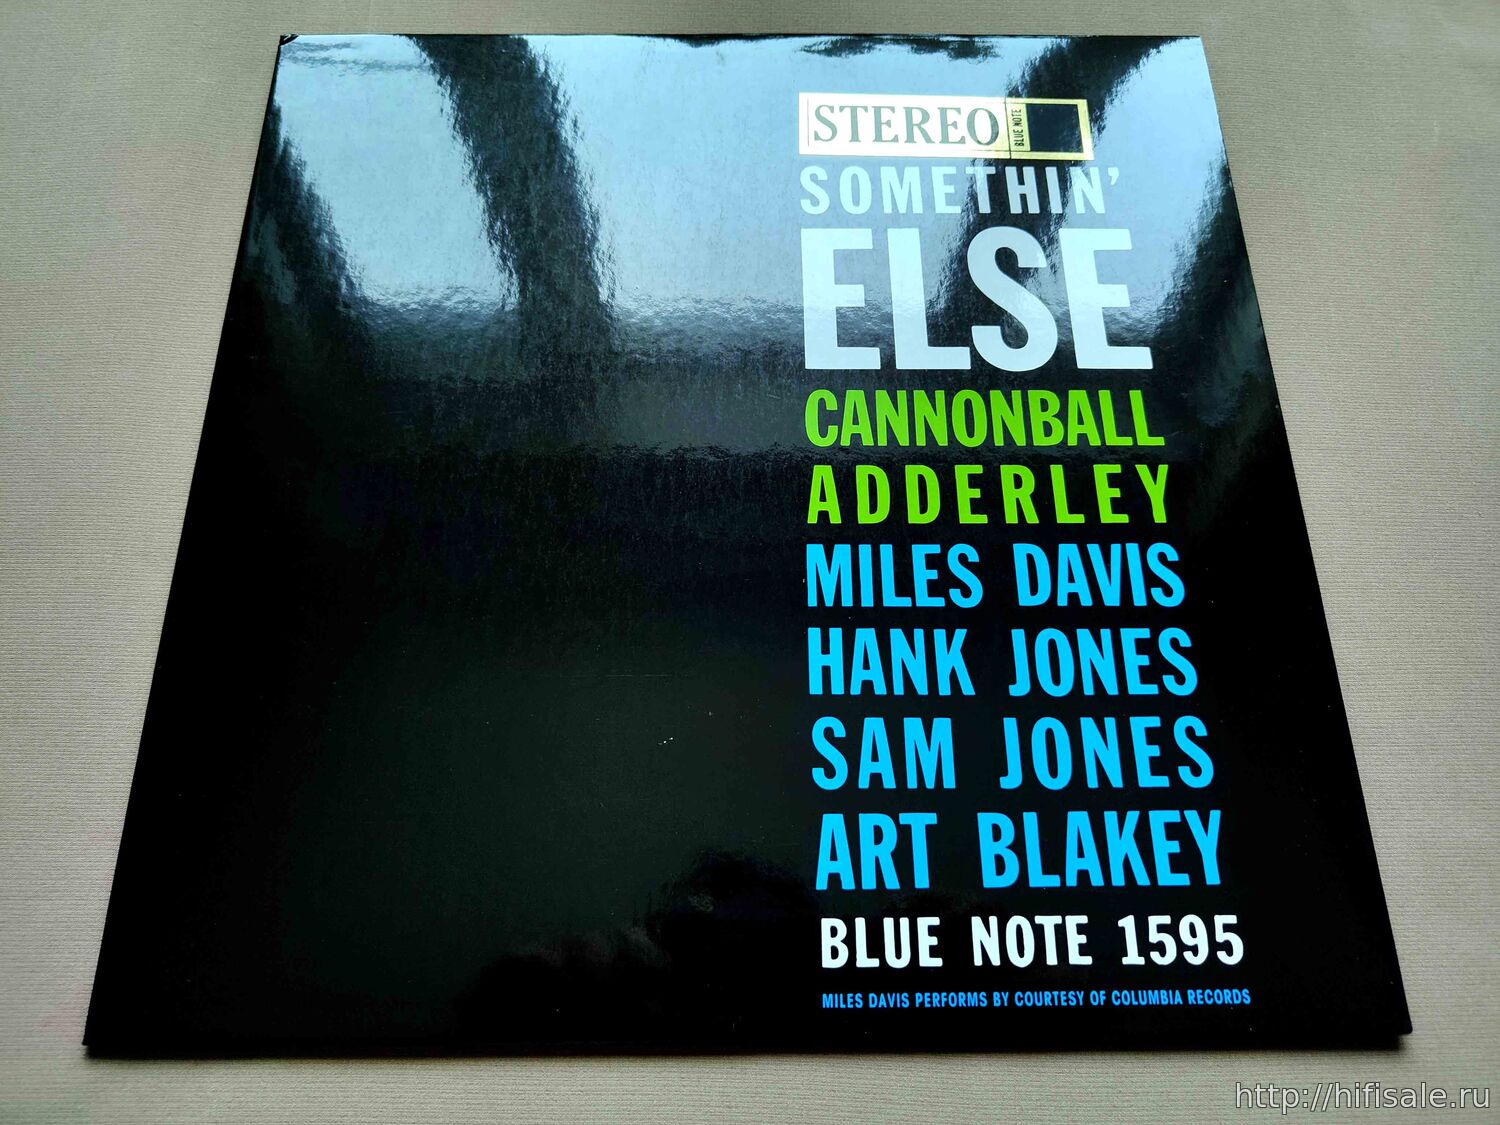 STEREO BLUE NOTE
SOMETHIN'
ELSE
CANNONBALL
ADDERLEY
MILES DAVIS
HANK JONES
SAM JONES
ART BLAKEY
BLUE NOTE 1595
MILES DAVIS PERFORMS BY COURTESY OF COLUMBIA RECORDS
http://hifisale.ru